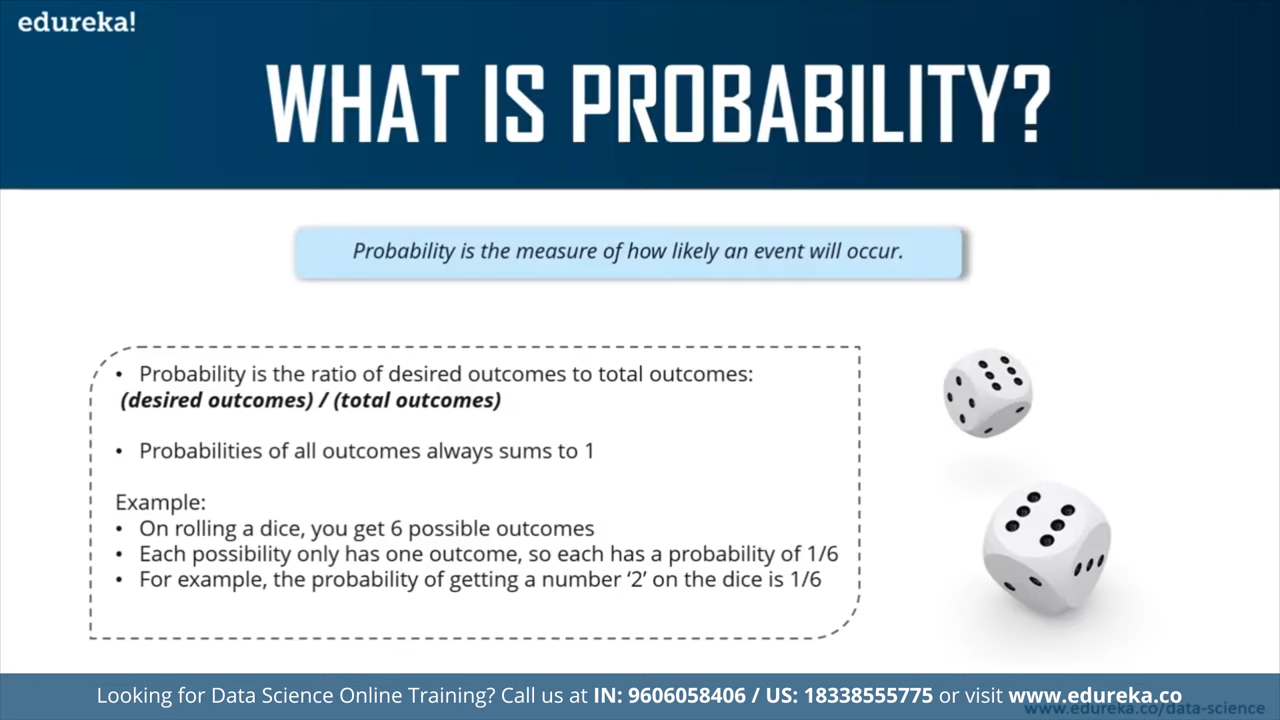 edureka!
WHAT IS PROBABILITY?
Probability is the measure of how likely an event will occur.
• Probability is the ratio of desired outcomes to total outcomes:
(desired outcomes) / (total outcomes)
• Probabilities of all outcomes always sums to 1
Example:
• On rolling a dice, you get 6 possible outcomes
• Each possibility only has one outcome, so each has a probability of 1/6
• For example, the probability of getting a number ‘2’ on the dice is 1/6
Looking for Data Science Online Training? Call us at IN: 9606058406 / US: 18338555775 or visit www.edureka.co
www.edureka.co/data-science